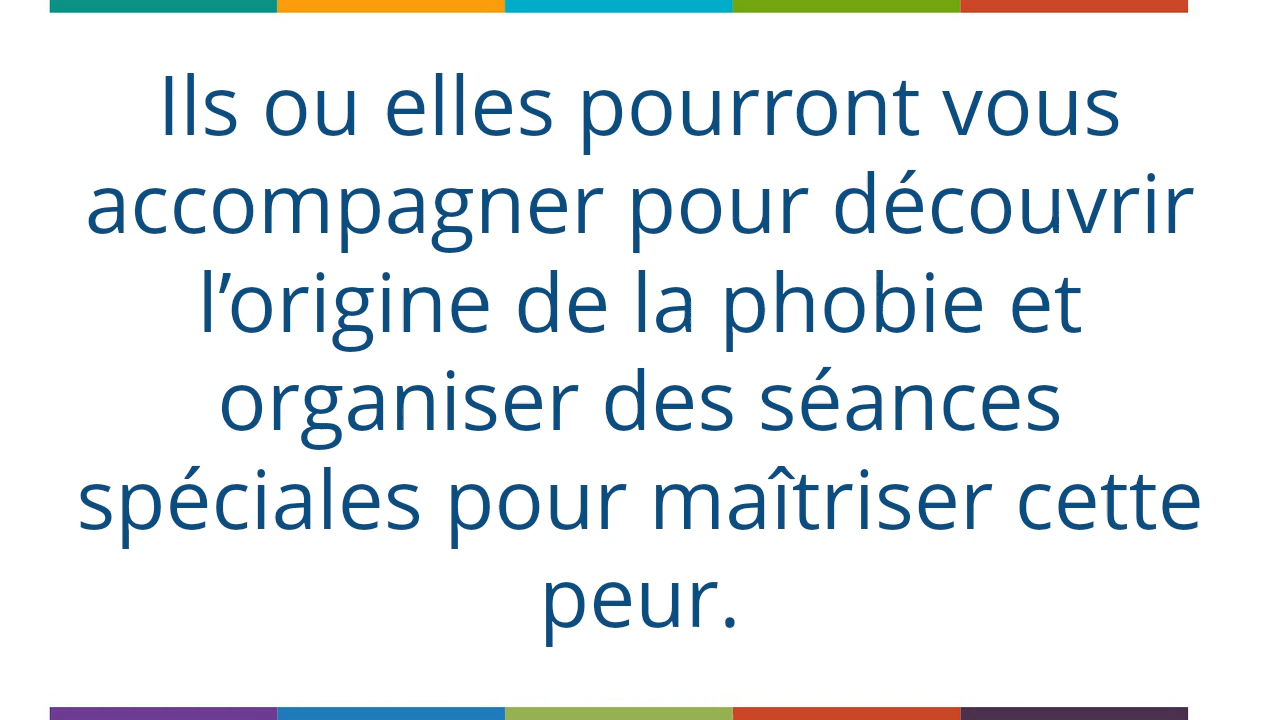 Ils ou elles pourront vous
accompagner pour découvrir
l’origine de la phobie et
organiser des séances
spéciales pour maîtriser cette
peur.